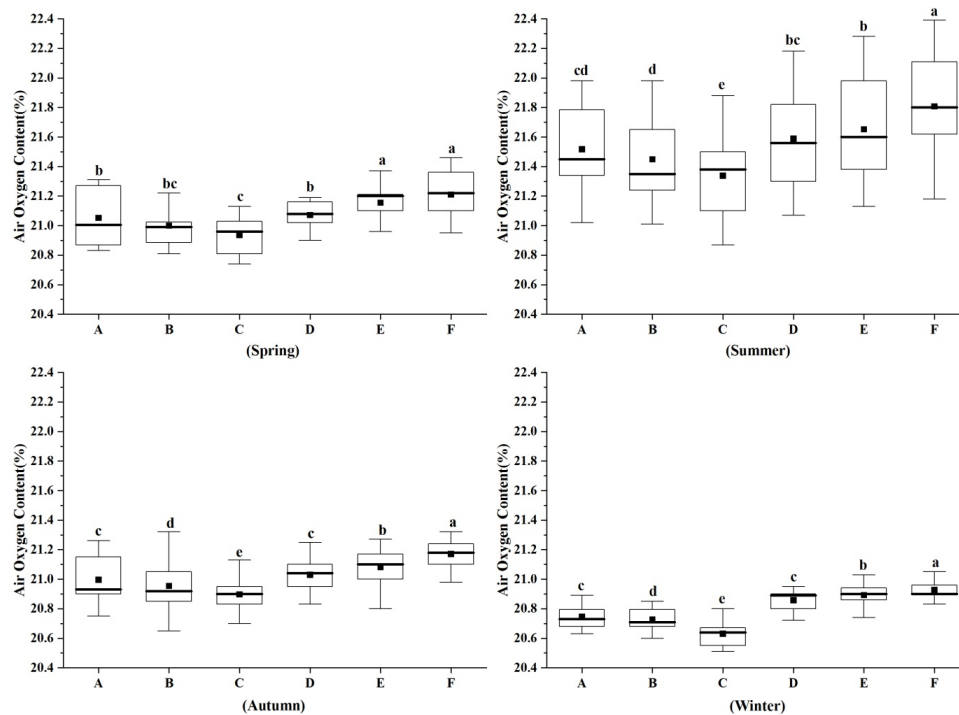 22.4
22.2
22.0
21.8
21.6
21.4
21.2
21.0
20.8
20.6
20.4
Air Oxygen Content(%)
b
bc
c
b
a
a
A B C D E F
(Spring)
22.4
22.2
22.0
21.8
21.6
21.4
21.2
21.0
20.8
20.6
20.4
Air Oxygen Content(%)
cd
d
e
bc
b
a
A B C D E F
(Summer)
22.4
22.2
22.0
21.8
21.6
21.4
21.2
21.0
20.8
20.6
20.4
Air Oxygen Content(%)
c
d
e
c
b
a
A B C D E F
(Autumn)
22.4
22.2
22.0
21.8
21.6
21.4
21.2
21.0
20.8
20.6
20.4
Air Oxygen Content(%)
c
d
e
c
b
a
A B C D E F
(Winter)